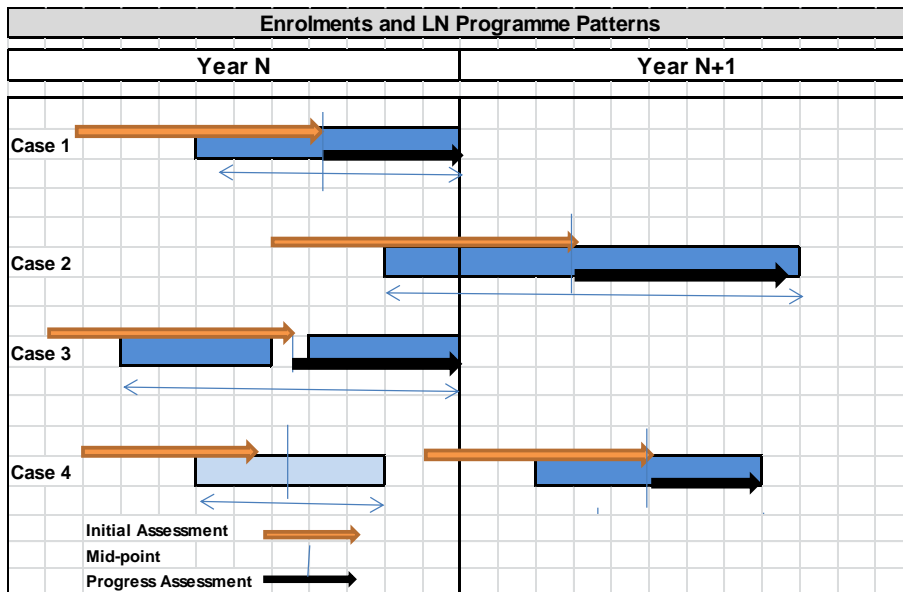 Enrolments and LN Programme Patterns
Year N Year N+1
Case 1
Case 2
Case 3
Case 4
Initial Assessment
Mid-point
Progress Assessment